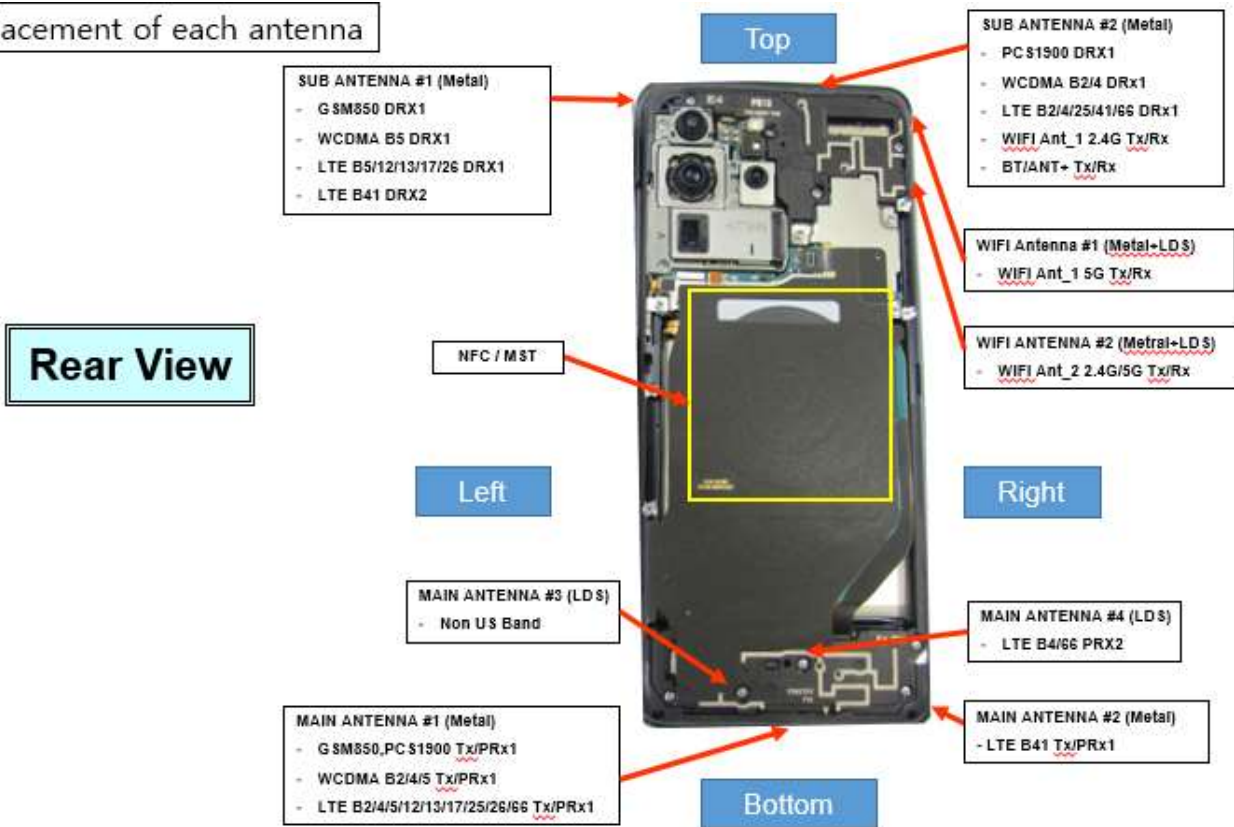 acement of each antenna
Top
SUB ANTENNA #1 (Metal)
- GSM850 DRX1
- WCDMA B5 DRX1
- LTE B5/12/13/17/26 DRX1
- LTE B41 DRX2
SUB ANTENNA #2 (Metal)
- PCS1900 DRX1
- WCDMA B2/4 DRx1
- LTE B2/4/25/41/66 DRx1
- WIFI Ant_1 2.4G Tx/Rx
- BT/ANT+ Tx/Rx
WIFI Antenna #1 (Metal+LDS)
- WIFI Ant_1 5G Tx/Rx
WIFI ANTENNA #2 (Metral+LDS)
- WIFI Ant_2 2.4G/5G Tx/Rx
Rear View
NFC / MST
Left
Right
MAIN ANTENNA #3 (LDS)
- Non US Band
MAIN ANTENNA #4 (LDS)
- LTE B4/66 PRX2
MAIN ANTENNA #1 (Metal)
- GSM850,PCS1900 Tx/PRx1
- WCDMA B2/4/5 Tx/PRx1
- LTE B2/4/5/12/13/17/25/26/66 Tx/PRx1
MAIN ANTENNA #2 (Metal)
- LTE B41 Tx/PRx1
Bottom